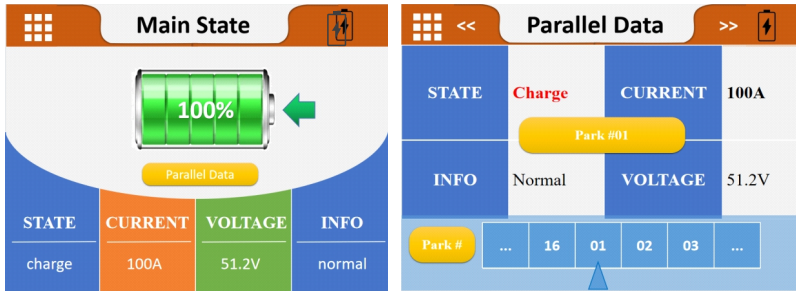 Main State
100%
Parallel Data
STATE CURRENT VOLTAGE INFO
charge 100A 51.2V normal
<< Parallel Data >>
STATE Charge CURRENT 100A
Park #01
INFO Normal VOLTAGE 51.2V
Park # ... 16 01 02 03 ...